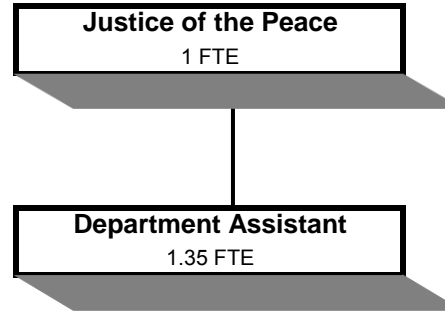 Justice of the Peace
1 FTE
Department Assistant
1.35 FTE